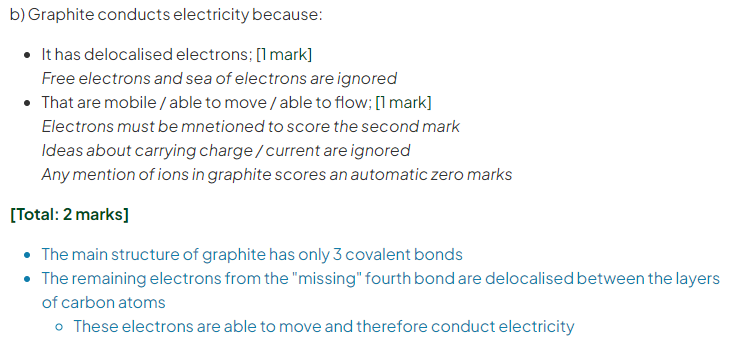 b) Graphite conducts electricity because:
• It has delocalised electrons; [1 mark]
Free electrons and sea of electrons are ignored
• That are mobile / able to move / able to flow; [1 mark]
Electrons must be mnetioned to score the second mark
Ideas about carrying charge / current are ignored
Any mention of ions in graphite scores an automatic zero marks
[Total: 2 marks]
• The main structure of graphite has only 3 covalent bonds
• The remaining electrons from the "missing" fourth bond are delocalised between the layers
of carbon atoms
◦ These electrons are able to move and therefore conduct electricity